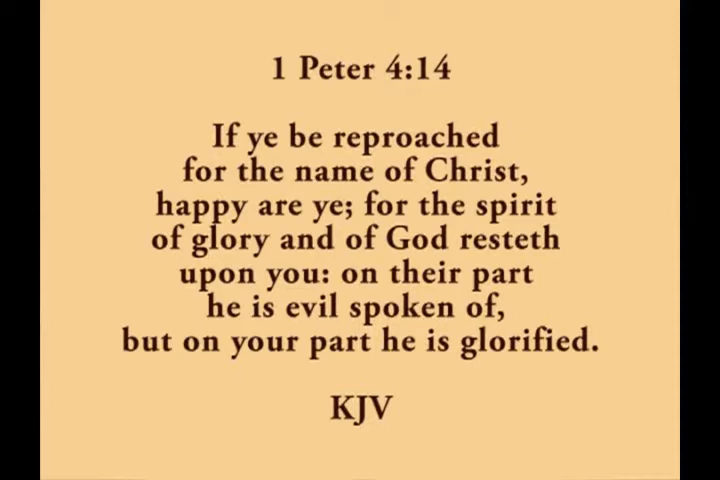 1 Peter 4:14
If ye be reproached
for the name of Christ,
happy are ye; for the spirit
of glory and of God resteth
upon you: on their part
he is evil spoken of,
but on your part he is glorified.
KJV